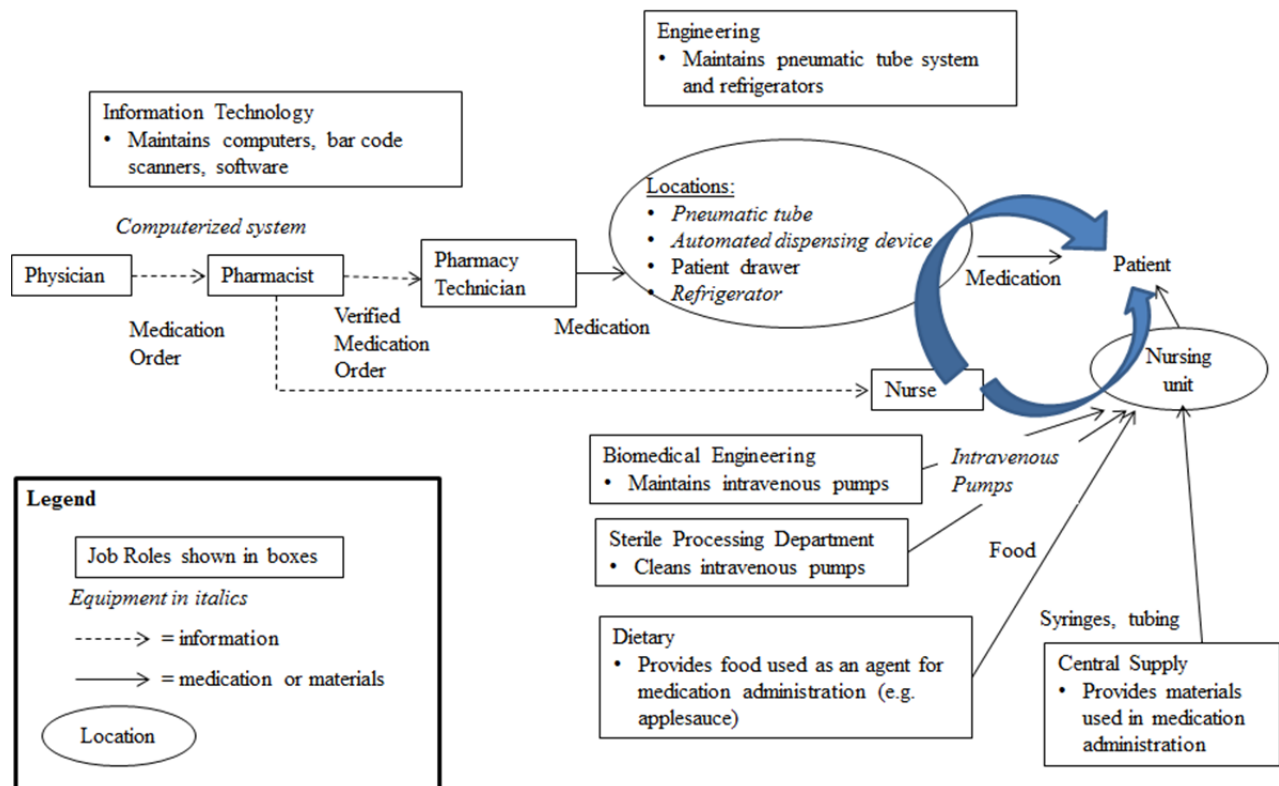 Engineering
• Maintains pneumatic tube system
and refrigerators
Information Technology
• Maintains computers, bar code
scanners, software
Locations:
• Pneumatic tube
• Automated dispensing device
• Patient drawer
• Refrigerator
Computerized system
Physician
Pharmacist
Pharmacy
Technician
Medication
Order
Verified
Medication
Order
Medication
Medication
Patient
Nurse
Nursing
unit
Biomedical Engineering
• Maintains intravenous pumps
Intravenous
Pumps
Sterile Processing Department
• Cleans intravenous pumps
Food
Dietary
• Provides food used as an agent for
medication administration (e.g.
applesauce)
Syringes, tubing
Central Supply
• Provides materials
used in medication
administration
Legend
Job Roles shown in boxes
Equipment in italics
= information
= medication or materials
Location